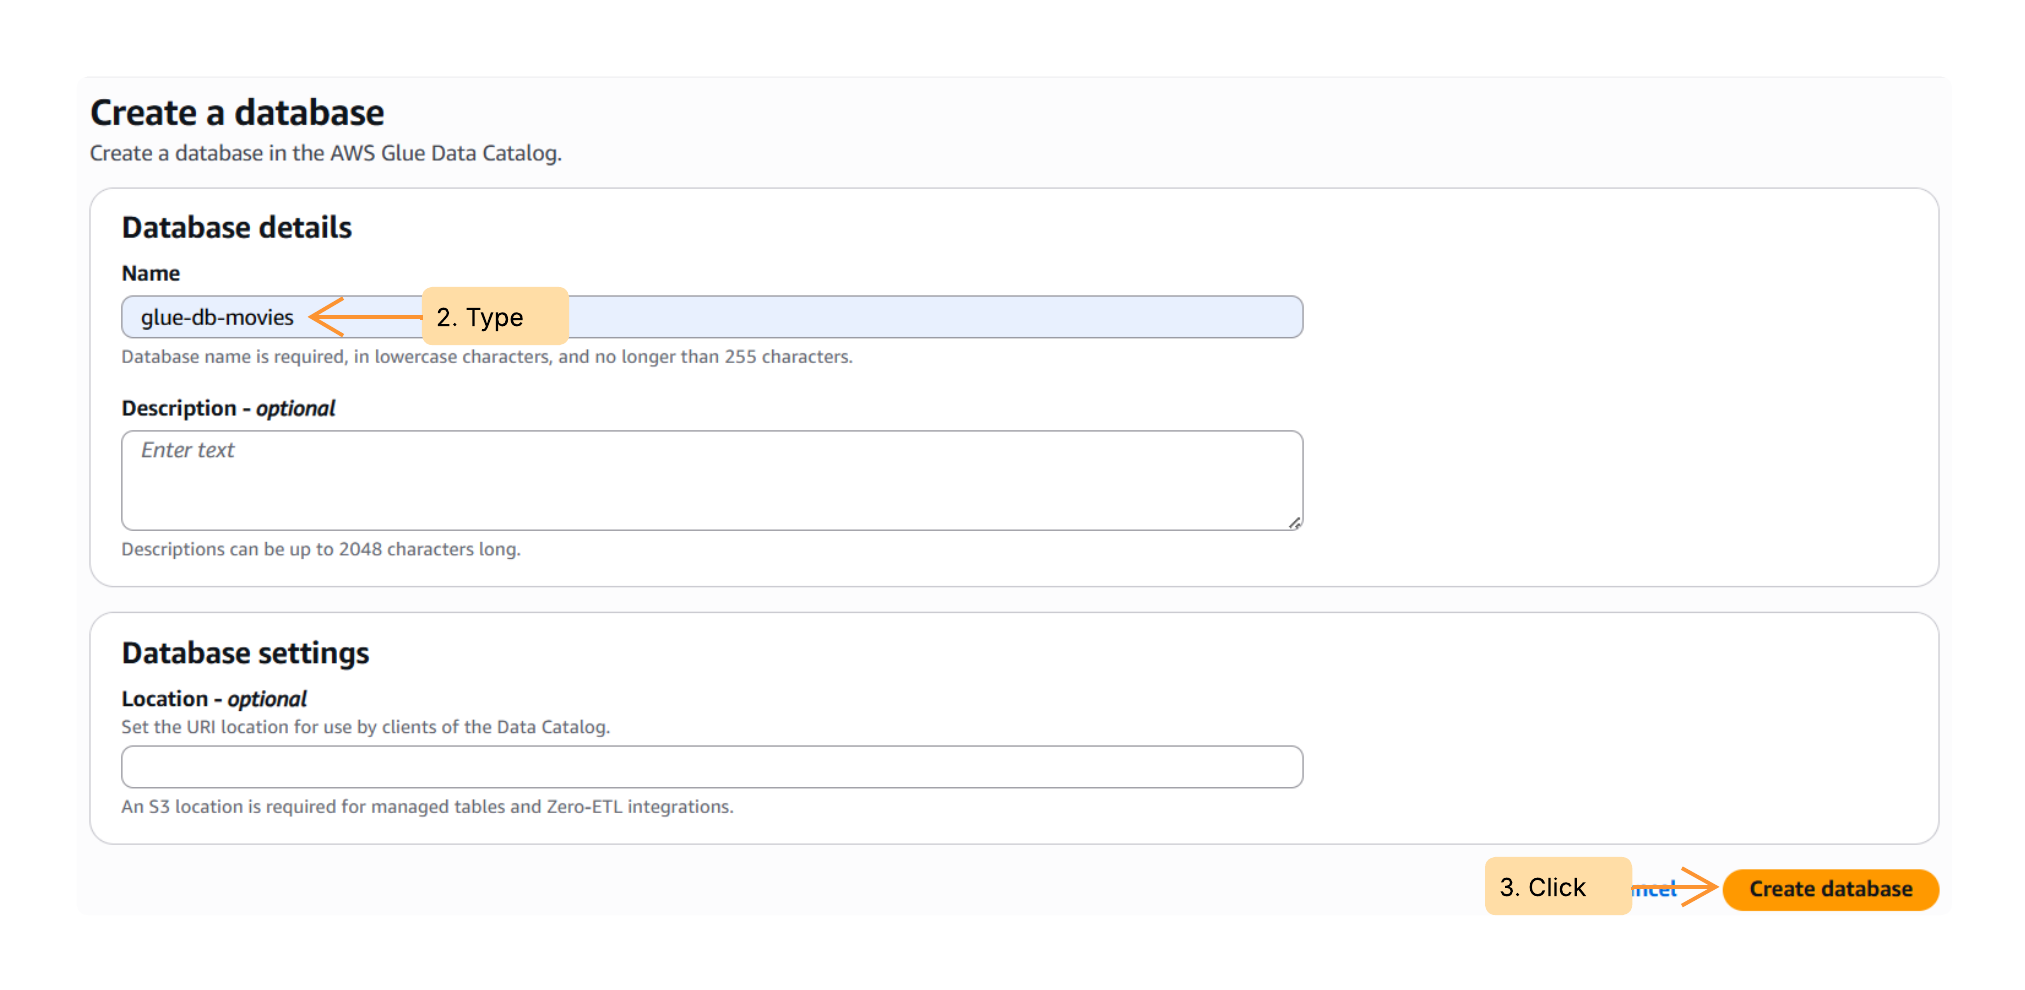 Create a database
Create a database in the AWS Glue Data Catalog.
Database details
Name
glue-db-movies
2. Type
Database name is required, in lowercase characters, and no longer than 255 characters.
Description - optional
Enter text
Descriptions can be up to 2048 characters long.
Database settings
Location - optional
Set the URI location for use by clients of the Data Catalog.
An S3 location is required for managed tables and Zero-ETL integrations.
3. Click
Create database